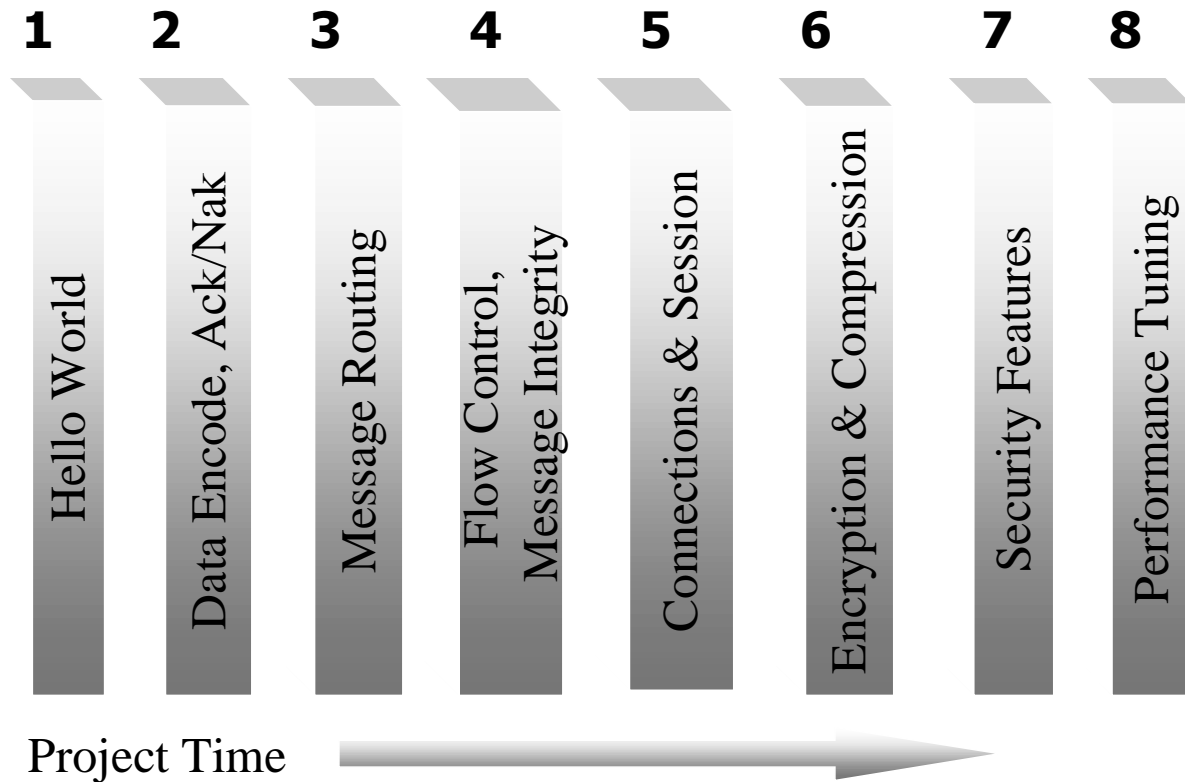 1 2 3 4 5 6 7 8
Hello World
Data Encode, Ack/Nak
Message Routing
Flow Control,
Message Integrity
Connections & Session
Encryption & Compression
Security Features
Performance Tuning
Project Time